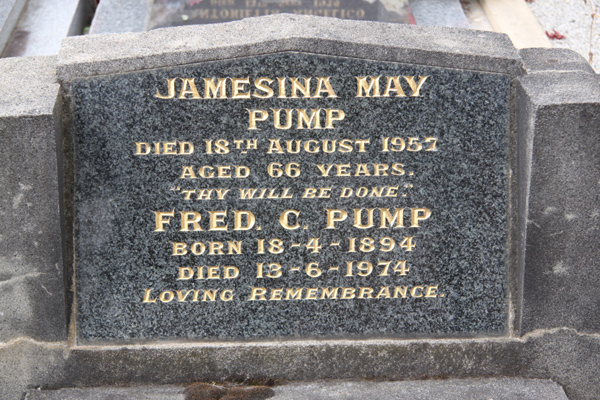 JAMESINA MAY
PUMP
DIED 18TH AUGUST 1957
AGED 66 YEARS.
"THY WILL BE DONE."
FRED. C. PUMP
BORN 18-4-1894
DIED 13-6-1974
LOVING REMEMBRANCE.